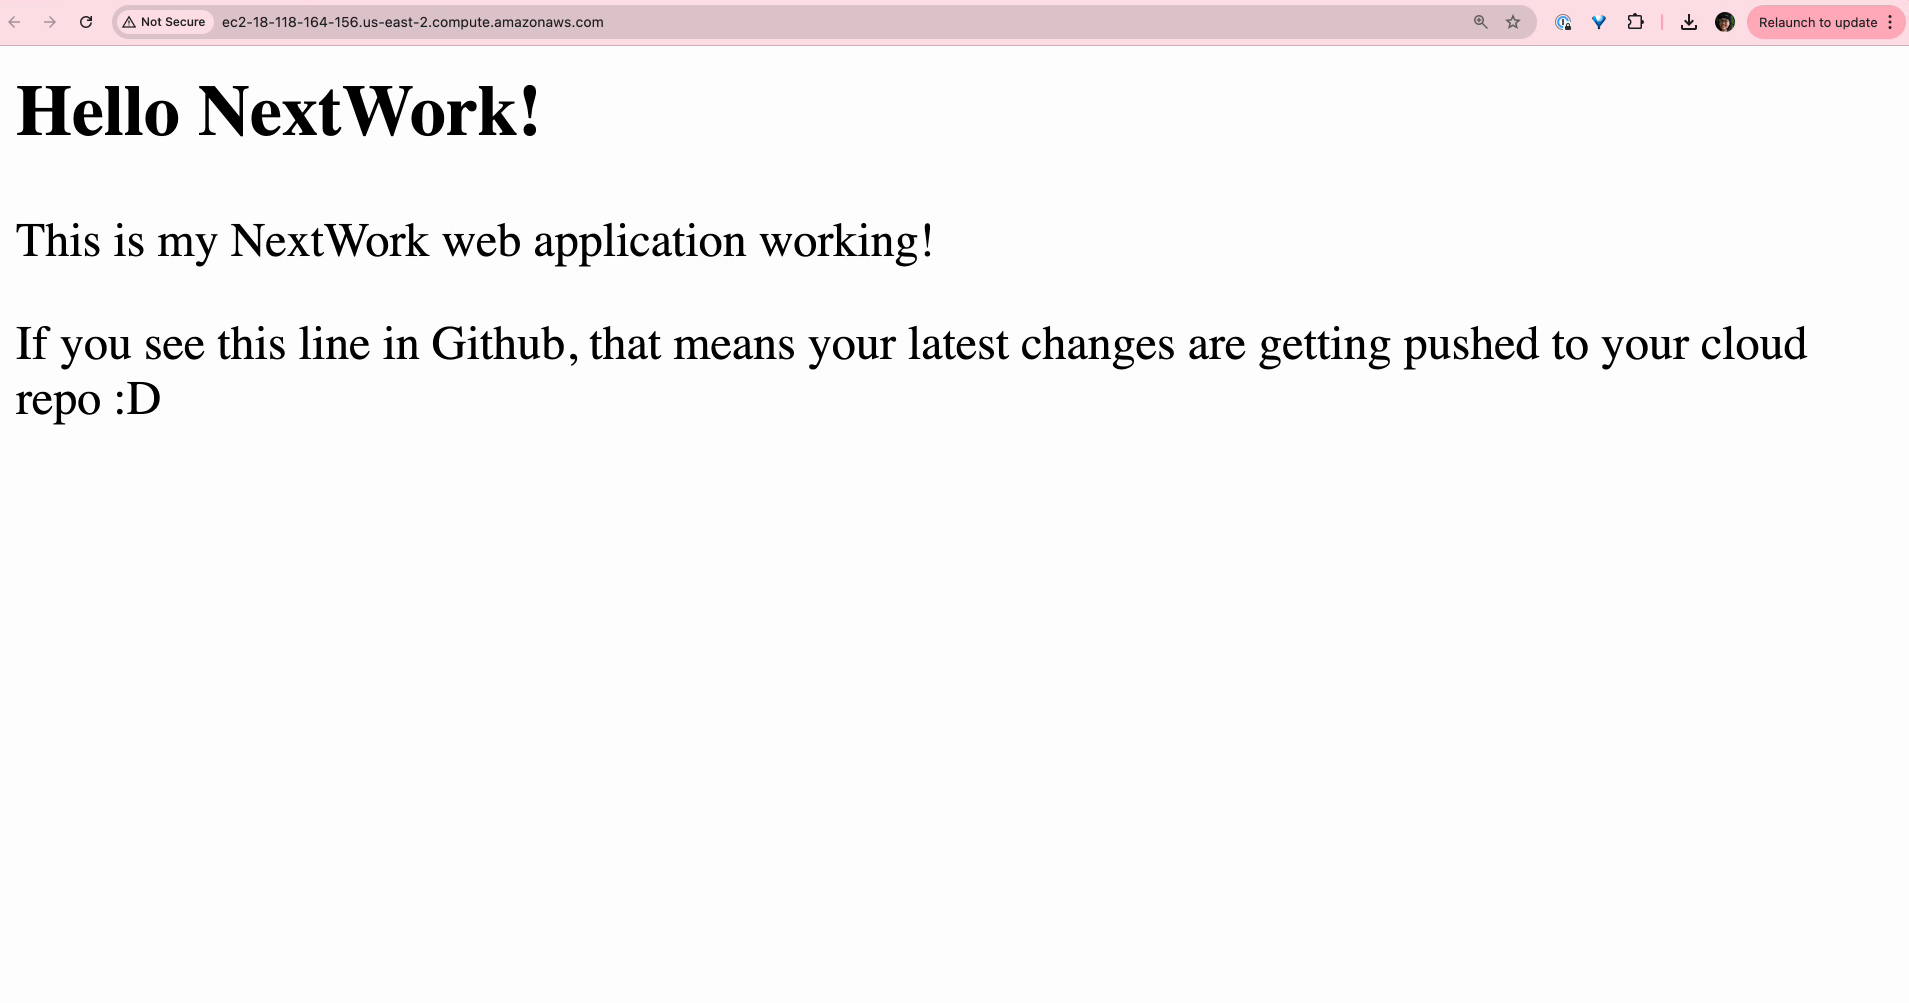 Not Secure ec2-18-118-164-156.us-east-2.compute.amazonaws.com Relaunch to update
Hello NextWork!
This is my NextWork web application working!
If you see this line in Github, that means your latest changes are getting pushed to your cloud
repo :D